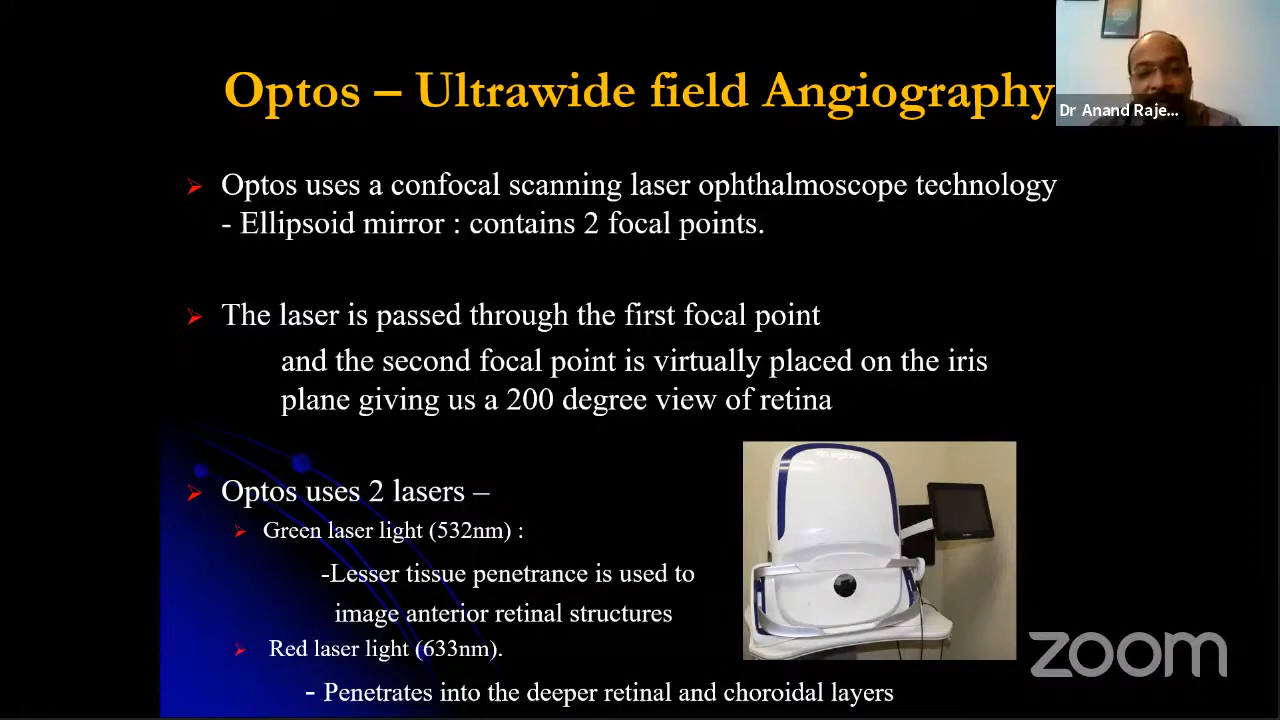 Optos – Ultrawide field Angiography
Dr Anand Raje...
➢ Optos uses a confocal scanning laser ophthalmoscope technology
- Ellipsoid mirror : contains 2 focal points.
➢ The laser is passed through the first focal point
and the second focal point is virtually placed on the iris
plane giving us a 200 degree view of retina
➢ Optos uses 2 lasers –
➢ Green laser light (532nm) :
-Lesser tissue penetrance is used to
image anterior retinal structures
➢ Red laser light (633nm).
- Penetrates into the deeper retinal and choroidal layers
zoom